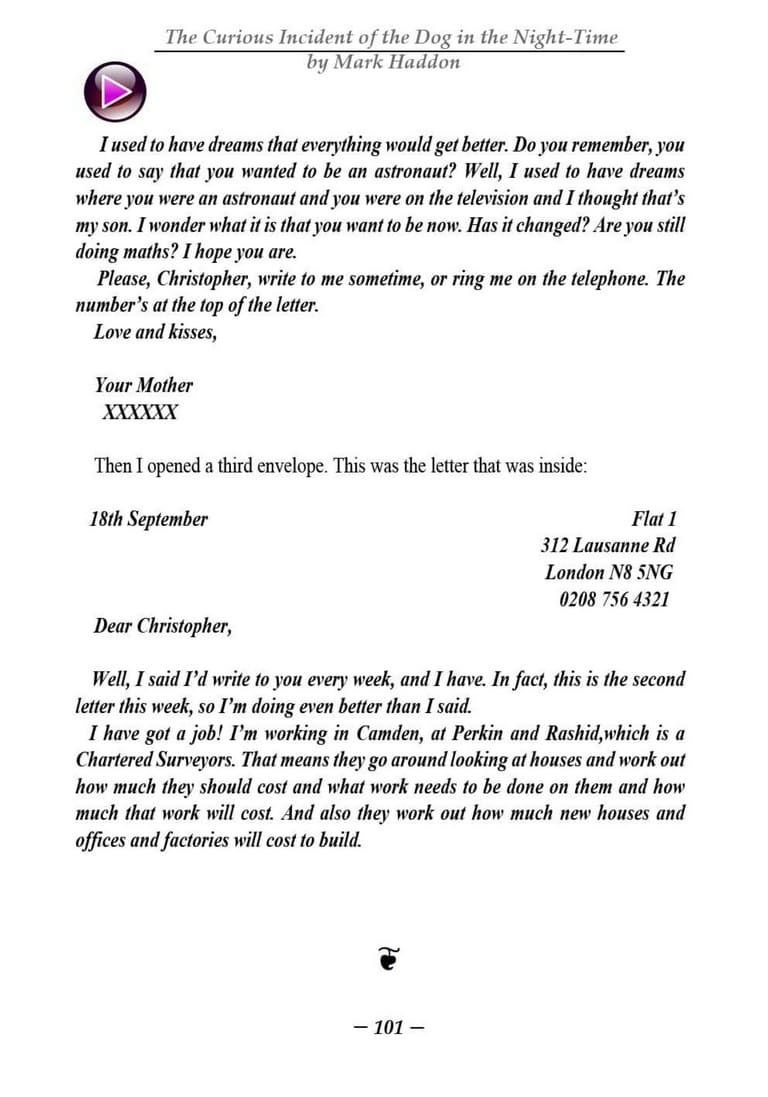 The Curious Incident of the Dog in the Night-Time
by Mark Haddon
I used to have dreams that everything would get better. Do you remember, you
used to say that you wanted to be an astronaut? Well, I used to have dreams
where you were an astronaut and you were on the television and I thought that's
my son. I wonder what it is that you want to be now. Has it changed? Are you still
doing maths? I hope you are.
Please, Christopher, write to me sometime, or ring me on the telephone. The
number's at the top of the letter.
Love and kisses,
Your Mother
XXXXXX
Then I opened a third envelope. This was the letter that was inside:
18th September
Flat 1
312 Lausanne Rd
London N8 5NG
0208 756 4321
Dear Christopher,
Well, I said I'd write to you every week, and I have. In fact, this is the second
letter this week, so I'm doing even better than I said.
I have got a job! I'm working in Camden, at Perkin and Rashid,which is a
Chartered Surveyors. That means they go around looking at houses and work out
how much they should cost and what work needs to be done on them and how
much that work will cost. And also they work out how much new houses and
offices and factories will cost to build.
– 101 –